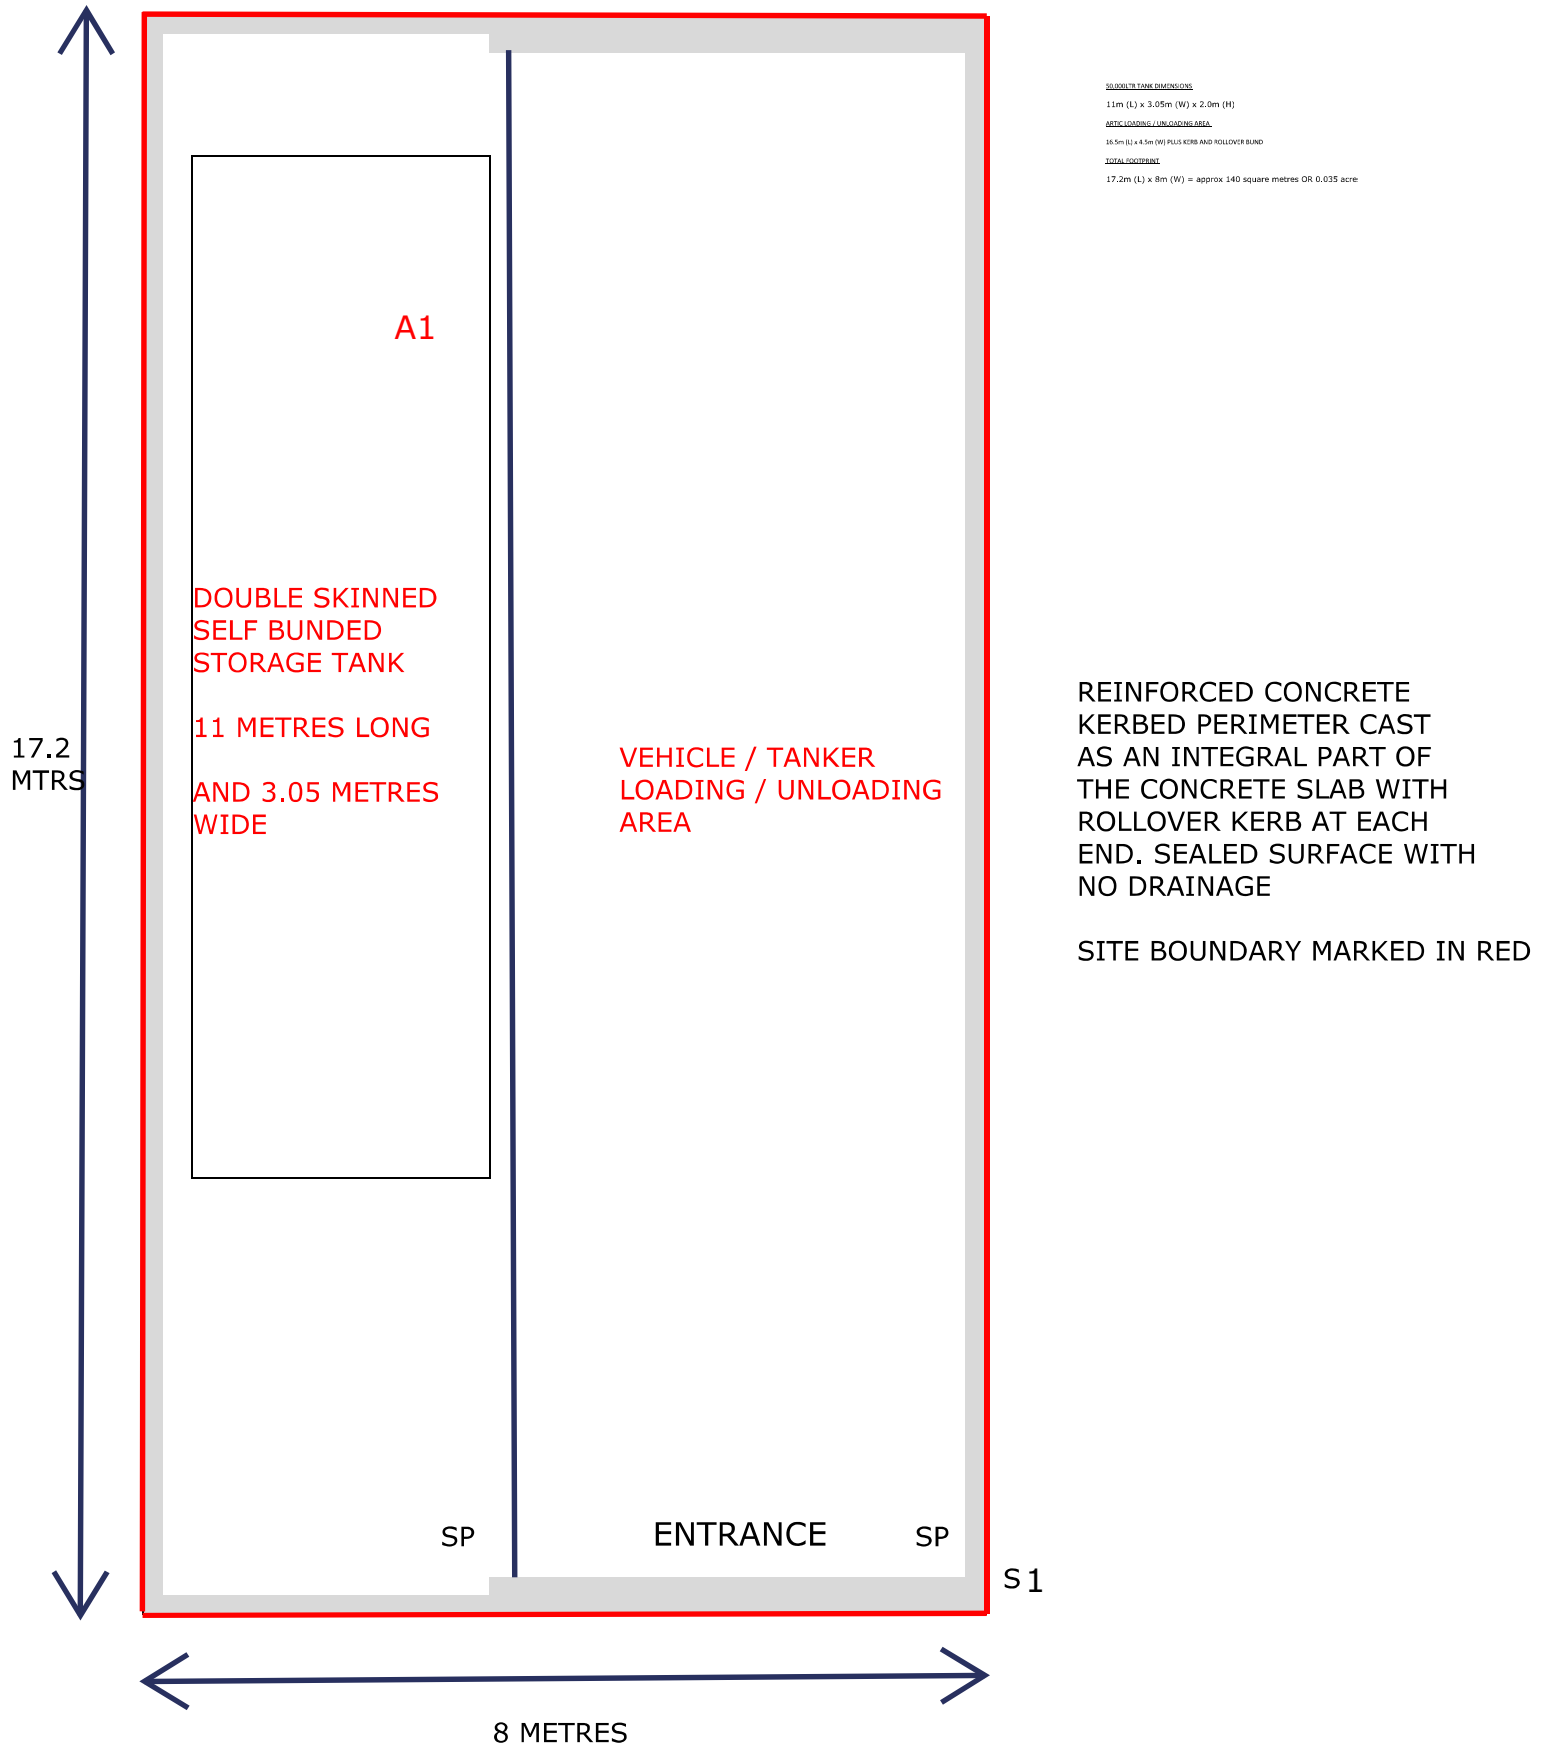 50,000LTR TANK DIMENSIONS
11m (L) x 3.05m (W) x 2.0m (H)
ARTIC LOADING / UNLOADING AREA
16.5m (L) x 4.5m (W) PLUS KERB AND ROLLOVER BUND
TOTAL FOOTPRINT
17.2m (L) x 8m (W) = approx 140 square metres OR 0.035 acre
A1
DOUBLE SKINNED
SELF BUNDED
STORAGE TANK
11 METRES LONG
AND 3.05 METRES
WIDE
17.2
MTRS
VEHICLE / TANKER
LOADING / UNLOADING
AREA
REINFORCED CONCRETE
KERBED PERIMETER CAST
AS AN INTEGRAL PART OF
THE CONCRETE SLAB WITH
ROLLOVER KERB AT EACH
END. SEALED SURFACE WITH
NO DRAINAGE
SITE BOUNDARY MARKED IN RED
SP
ENTRANCE
SP
S1
8 METRES